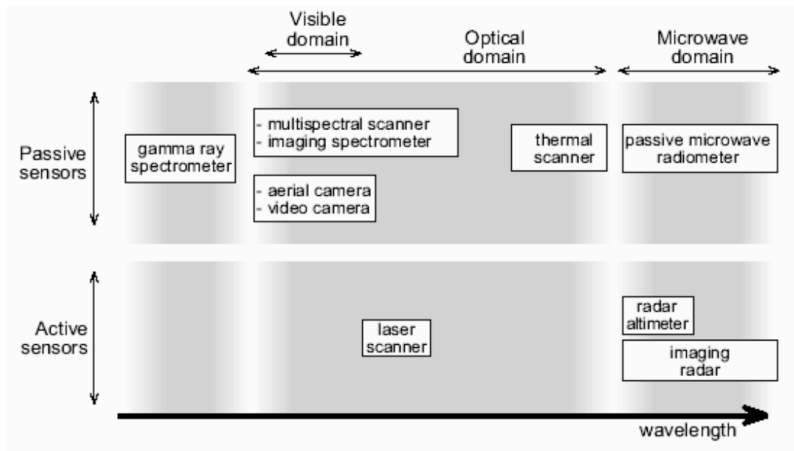 Visible
domain
Optical
domain
Microwave
domain
Passive
sensors
gamma ray
spectrometer
- multispectral scanner
- imaging spectrometer
- aerial camera
- video camera
thermal
scanner
passive microwave
radiometer
Active
sensors
laser
scanner
radar
altimeter
imaging
radar
wavelength